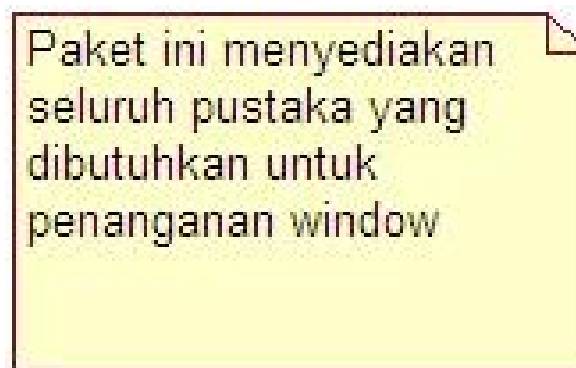 Paket ini menyediakan
seluruh pustaka yang
dibutuhkan untuk
penanganan window